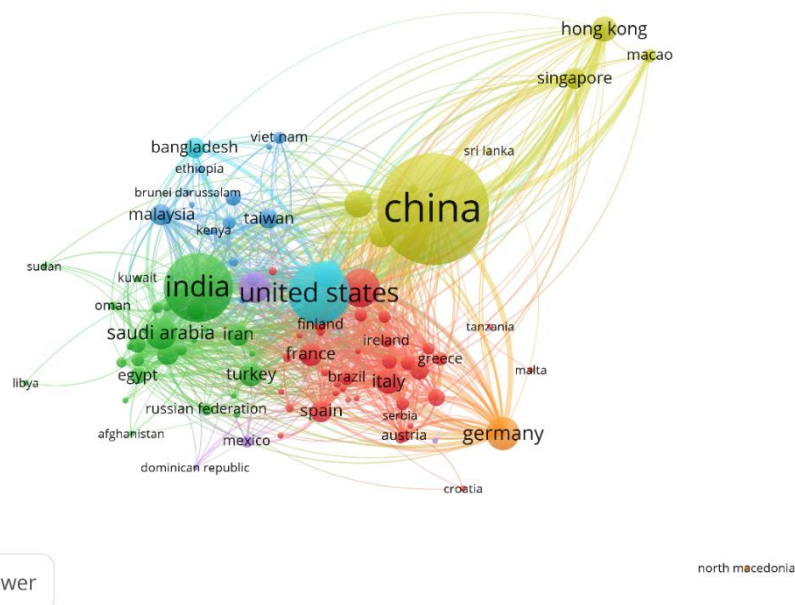 hong kong
macao
singapore
viet nam
bangladesh
sri lanka
ethiopia
brunei darussalam
china
malaysia
taiwan
kenya
sudan
kuwait
india
united states
oman
finland
tanzania
saudi arabia
iran
ireland
france
greece
malta
egypt
turkey
brazil
italy
libya
russian federation
spain
serbia
afghanistan
mexico
austria
germany
dominican republic
croatia
north macedonia
wer